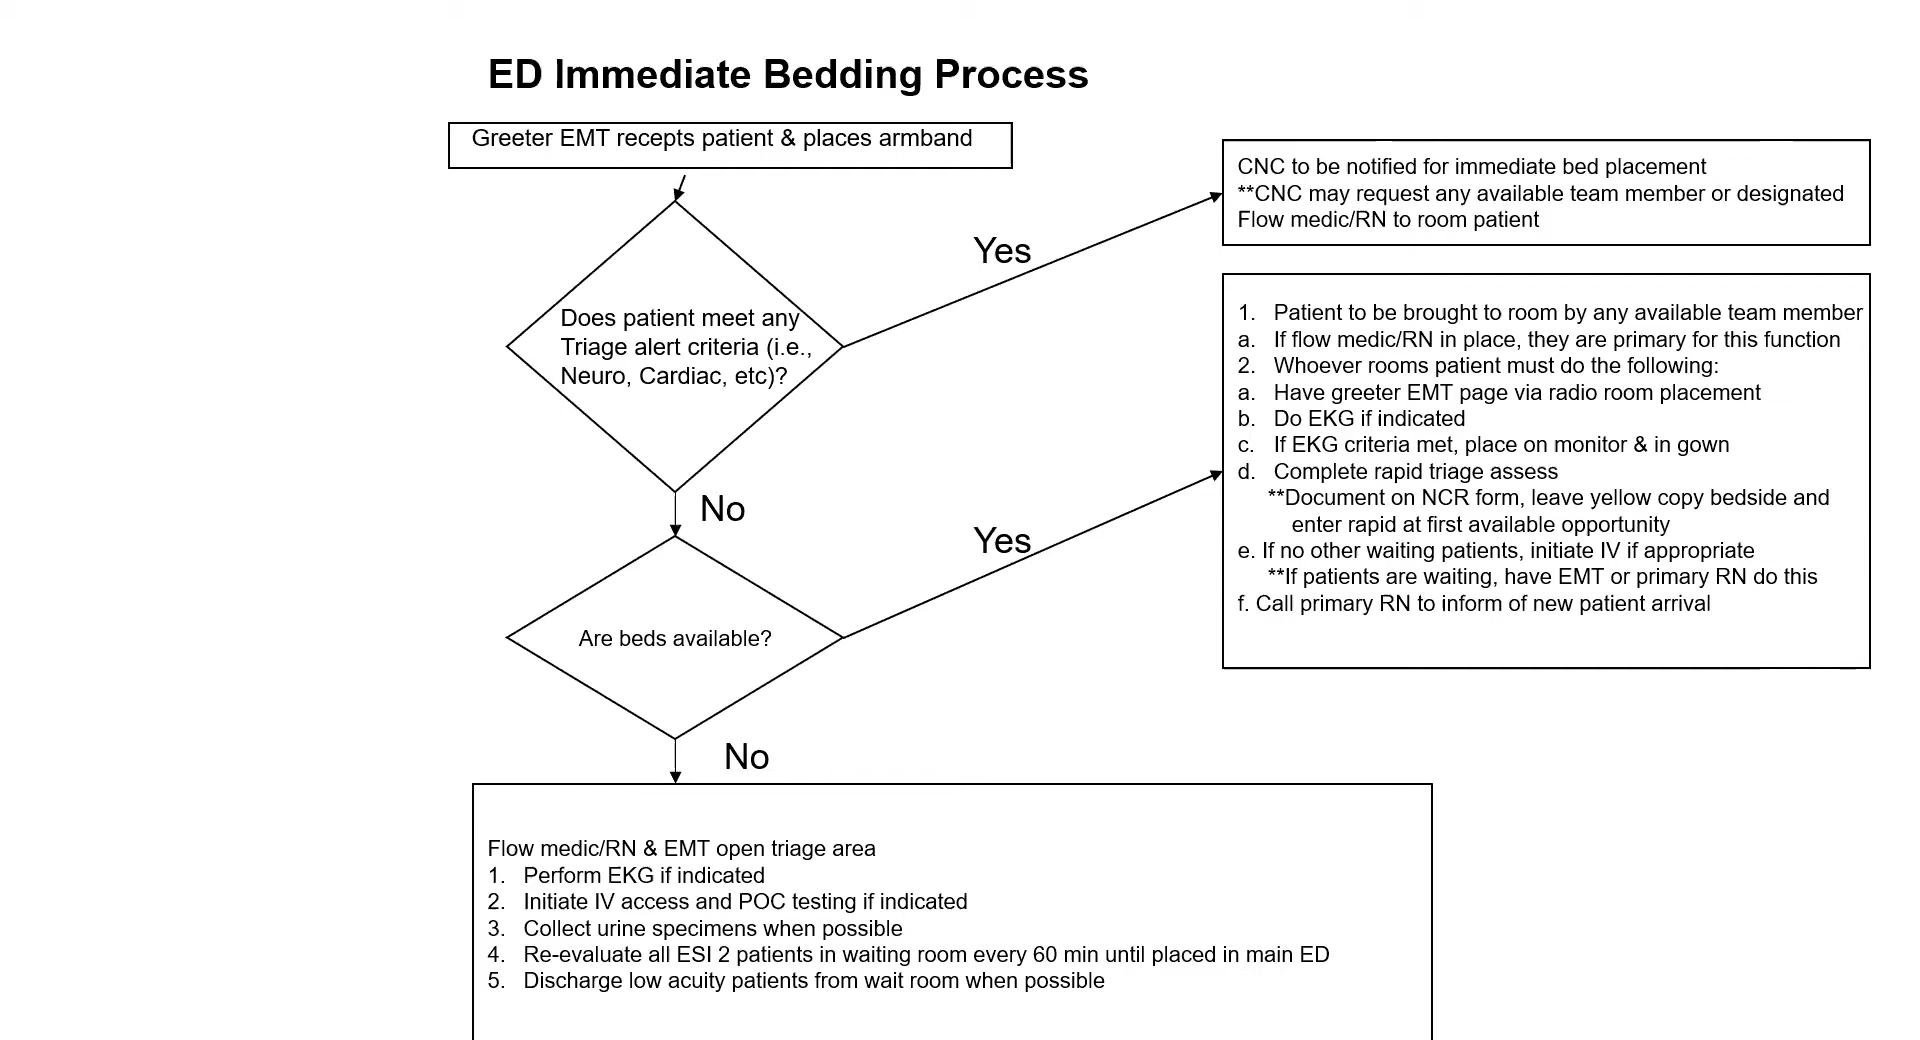 ED Immediate Bedding Process
Greeter EMT recepts patient & places armband
CNC to be notified for immediate bed placement
**CNC may request any available team member or designated
Flow medic/RN to room patient
Yes
Does patient meet any
Triage alert criteria (i.e.,
Neuro, Cardiac, etc)?
1. Patient to be brought to room by any available team member
a. If flow medic/RN in place, they are primary for this function
2. Whoever rooms patient must do the following:
a. Have greeter EMT page via radio room placement
b. Do EKG if indicated
c. If EKG criteria met, place on monitor & in gown
d. Complete rapid triage assess
**Document on NCR form, leave yellow copy bedside and
enter rapid at first available opportunity
e. If no other waiting patients, initiate IV if appropriate
**If patients are waiting, have EMT or primary RN do this
f. Call primary RN to inform of new patient arrival
No
Yes
Are beds available?
No
Flow medic/RN & EMT open triage area
1. Perform EKG if indicated
2. Initiate IV access and POC testing if indicated
3. Collect urine specimens when possible
4. Re-evaluate all ESI 2 patients in waiting room every 60 min until placed in main ED
5. Discharge low acuity patients from wait room when possible